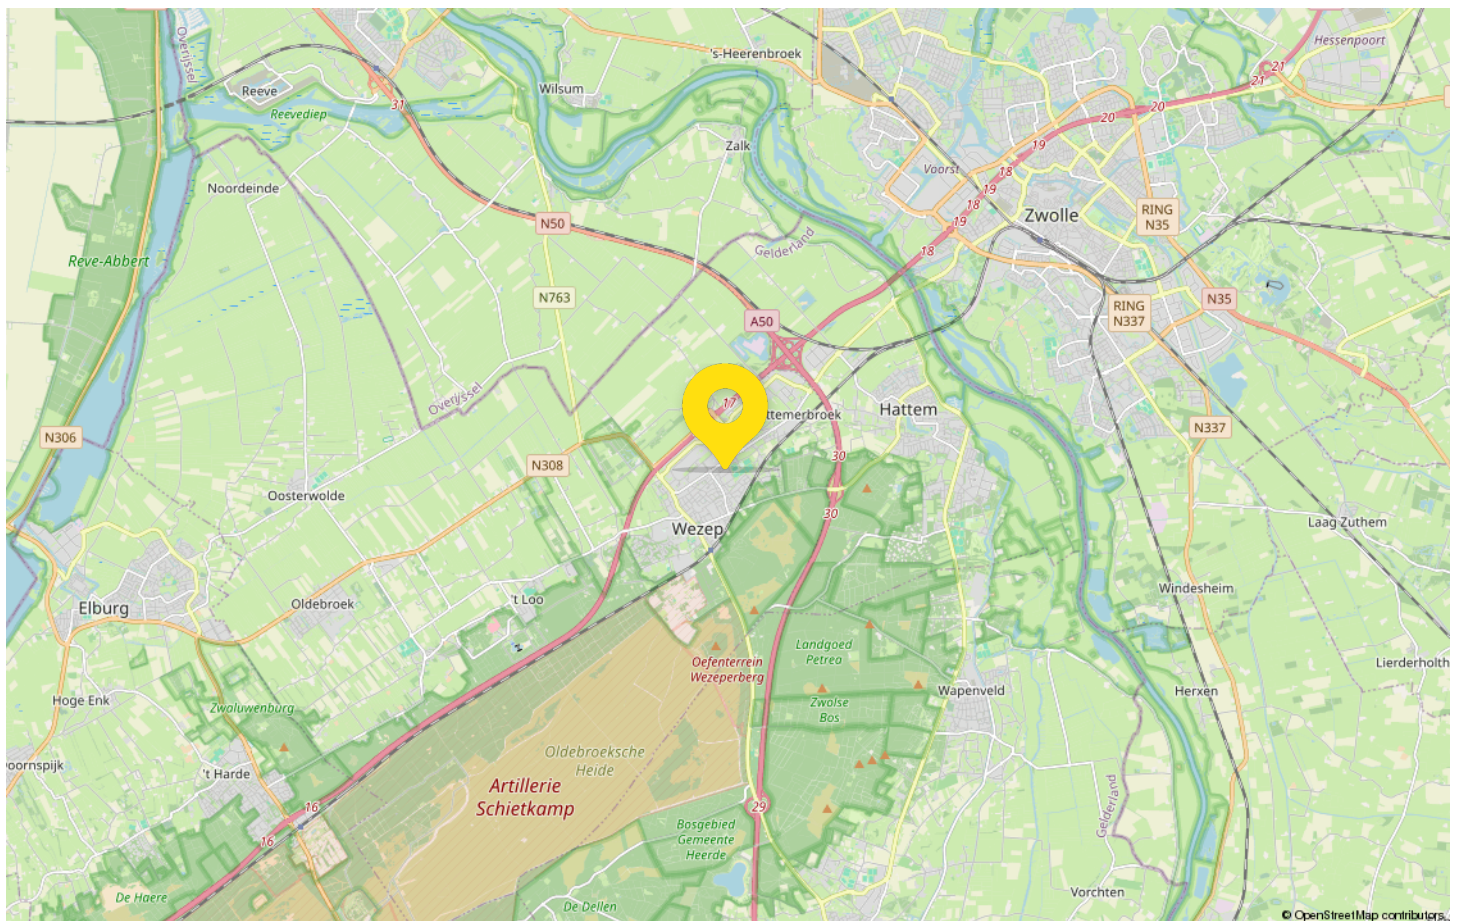 Overijssel
's-Heerenbroek
Hessenpoort
21
21
Reeve
Wilsum
31
20
20
Reevediep
19
Zalk
Voorst
18
Noordeinde
19
18
Zwolle
RING
N35
19
N50
Gelderland
18
Reve-Abbert
N763
N35
RING
N337
A50
Overijssel
17
ttemerbroek
Hattem
N306
N337
N308
30
Oosterwolde
30
Laag Zuthem
Wezep
Windesheim
Elburg
Oldebroek
't Loo
Landgoed
Petrea
Oefenterrein
Wezeperberg
Lierderholth
Hoge Enk
Zwaluwenburg
Wapenveld
Herxen
Zwolse
Bos
Oldebroeksche
Heide
oornspijk
't Harde
Artillerie
Schietkamp
16
29
Gelderland
16
Bosgebied
Gemeente
Heerde
De Haere
De Dellen
Vorchten
© OpenStreetMap contributors